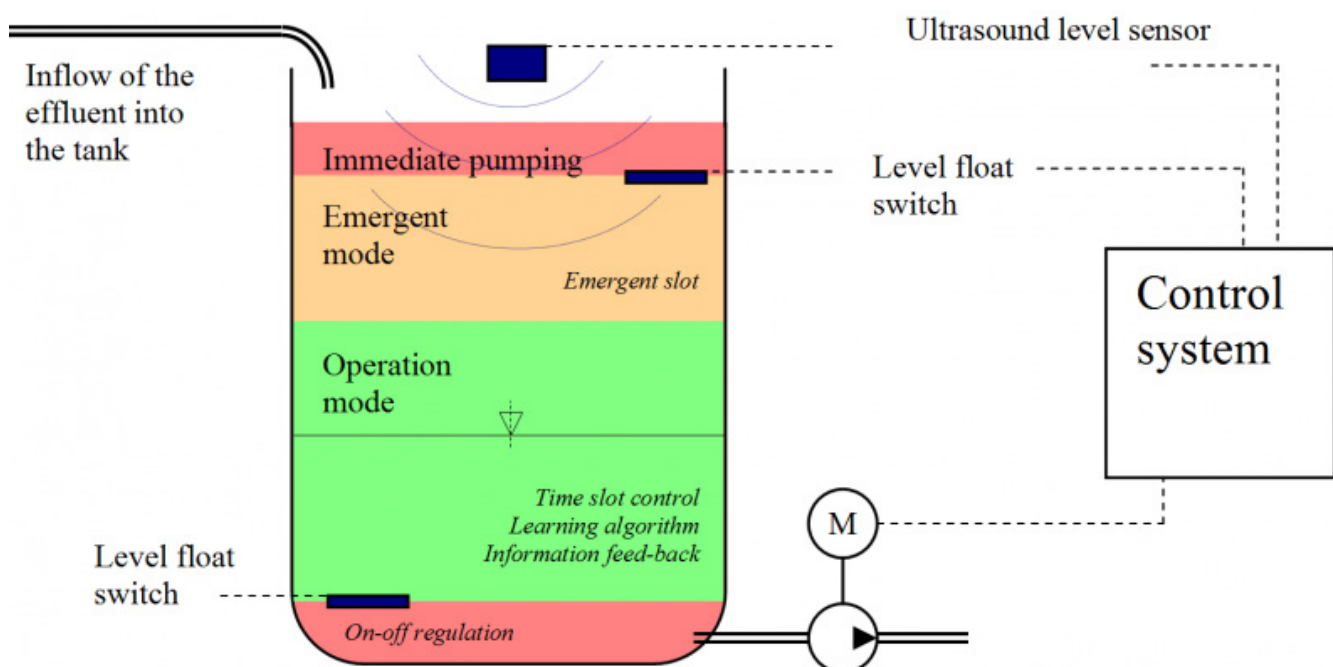 Ultrasound level sensor
Inflow of the
effluent into
the tank
Immediate pumping
Level float
switch
Emergent
mode
Emergent slot
Control
system
Operation
mode
Time slot control
Learning algorithm
Information feed-back
M
Level float
switch
On-off regulation